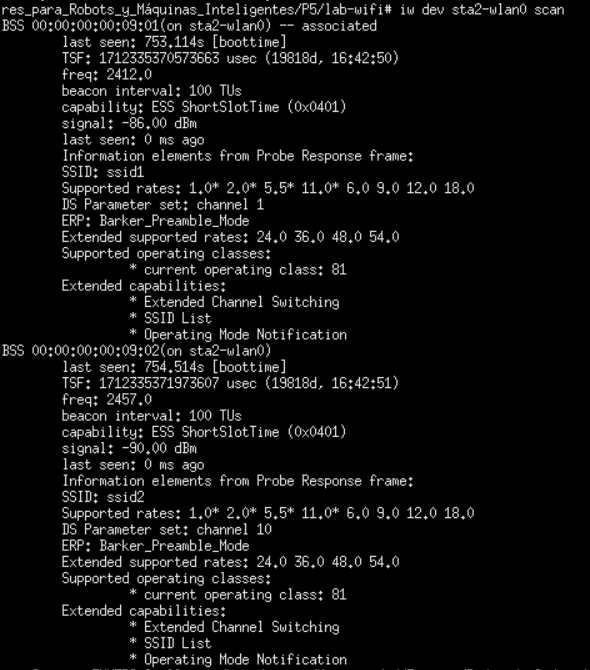 res_para_Robots_y_Máquinas_Inteligentes/P5/lab-wifi# iw dev sta2-wlan0 scan
BSS 00:00:00:00:09:01(on sta2-wlan0) -- associated
last seen: 753.114s [boottime]
TSF: 1712335370573663 usec (19818d, 16:42:50)
freq: 2412.0
beacon interval: 100 TUs
capability: ESS ShortSlotTime (0x0401)
signal: -86.00 dBm
last seen: 0 ms ago
Information elements from Probe Response frame:
SSID: ssid1
Supported rates: 1.0* 2.0* 5.5* 11.0* 6.0 9.0 12.0 18.0
DS Parameter set: channel 1
ERP: Barker_Preamble_Mode
Extended supported rates: 24.0 36.0 48.0 54.0
Supported operating classes:
* current operating class: 81
Extended capabilities:
* Extended Channel Switching
* SSID List
* Operating Mode Notification
BSS 00:00:00:00:09:02(on sta2-wlan0)
last seen: 754.514s [boottime]
TSF: 1712335371973607 usec (19818d, 16:42:51)
freq: 2457.0
beacon interval: 100 TUs
capability: ESS ShortSlotTime (0x0401)
signal: -90.00 dBm
last seen: 0 ms ago
Information elements from Probe Response frame:
SSID: ssid2
Supported rates: 1.0* 2.0* 5.5* 11.0* 6.0 9.0 12.0 18.0
DS Parameter set: channel 10
ERP: Barker_Preamble_Mode
Extended supported rates: 24.0 36.0 48.0 54.0
Supported operating classes:
* current operating class: 81
Extended capabilities:
* Extended Channel Switching
* SSID List
* Operating Mode Notification